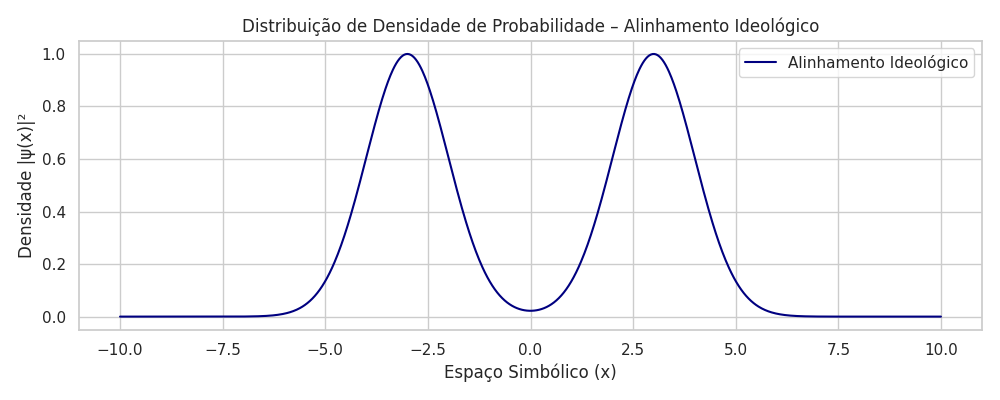 Distribuição de Densidade de Probabilidade – Alinhamento Ideológico
Alinhamento Ideológico
Densidade |ψ(x)|²
1.0
0.8
0.6
0.4
0.2
0.0
−10.0 −7.5 −5.0 −2.5 0.0 2.5 5.0 7.5 10.0
Espaço Simbólico (x)